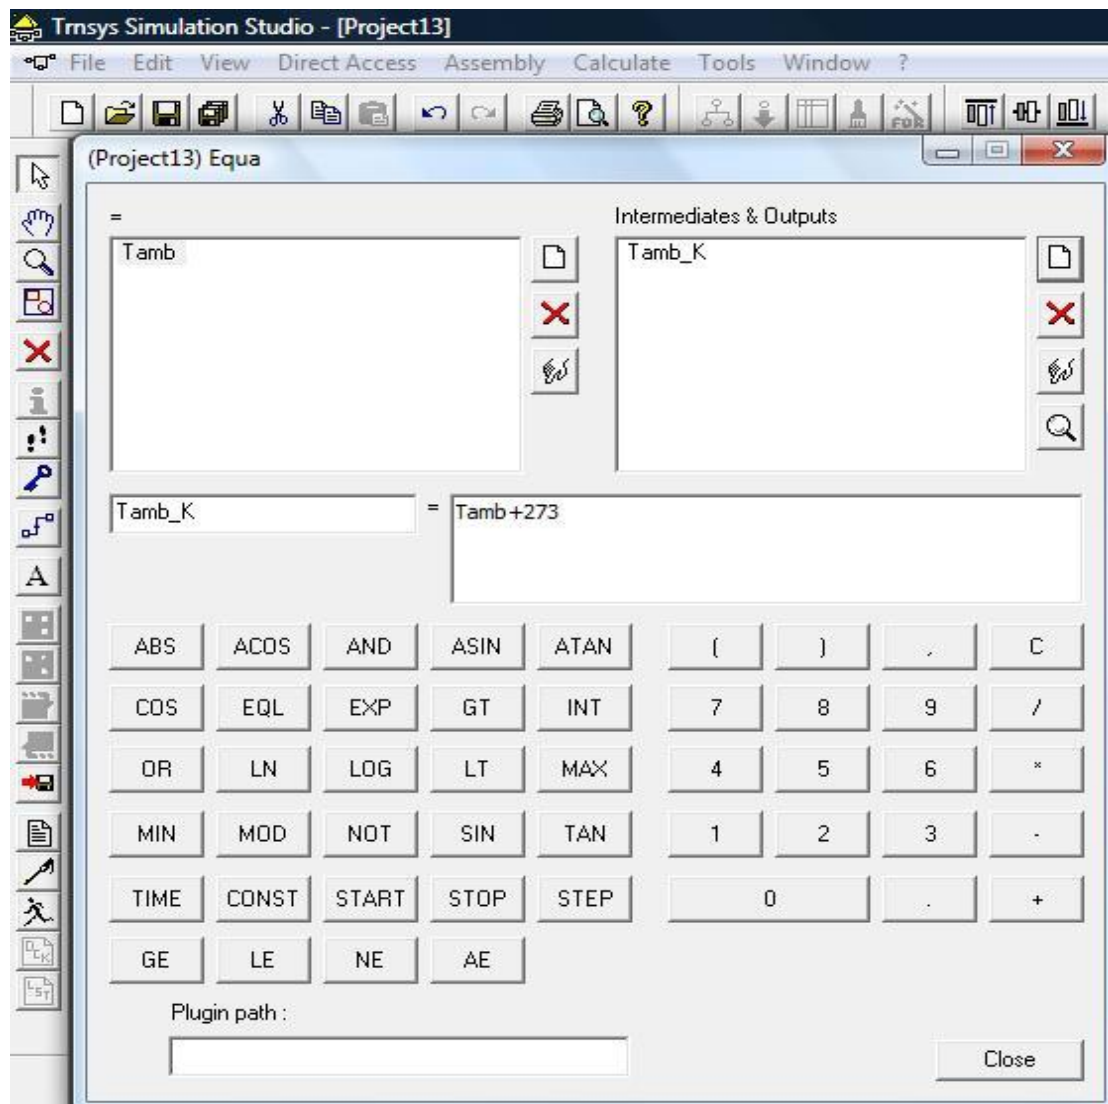 Trnsys Simulation Studio - [Project13]
File Edit View Direct Access Assembly Calculate Tools Window ?
FOR
(Project13) Equa
= Intermediates & Outputs
Tamb Tamb_K
Tamb_K = Tamb+273
A
ABS ACOS AND ASIN ATAN ( ) , C
COS EQL EXP GT INT 7 8 9 /
OR LN LOG LT MAX 4 5 6 *
MIN MOD NOT SIN TAN 1 2 3 -
TIME CONST START STOP STEP 0 . +
DCK
GE LE NE AE
LST
Plugin path :
Close